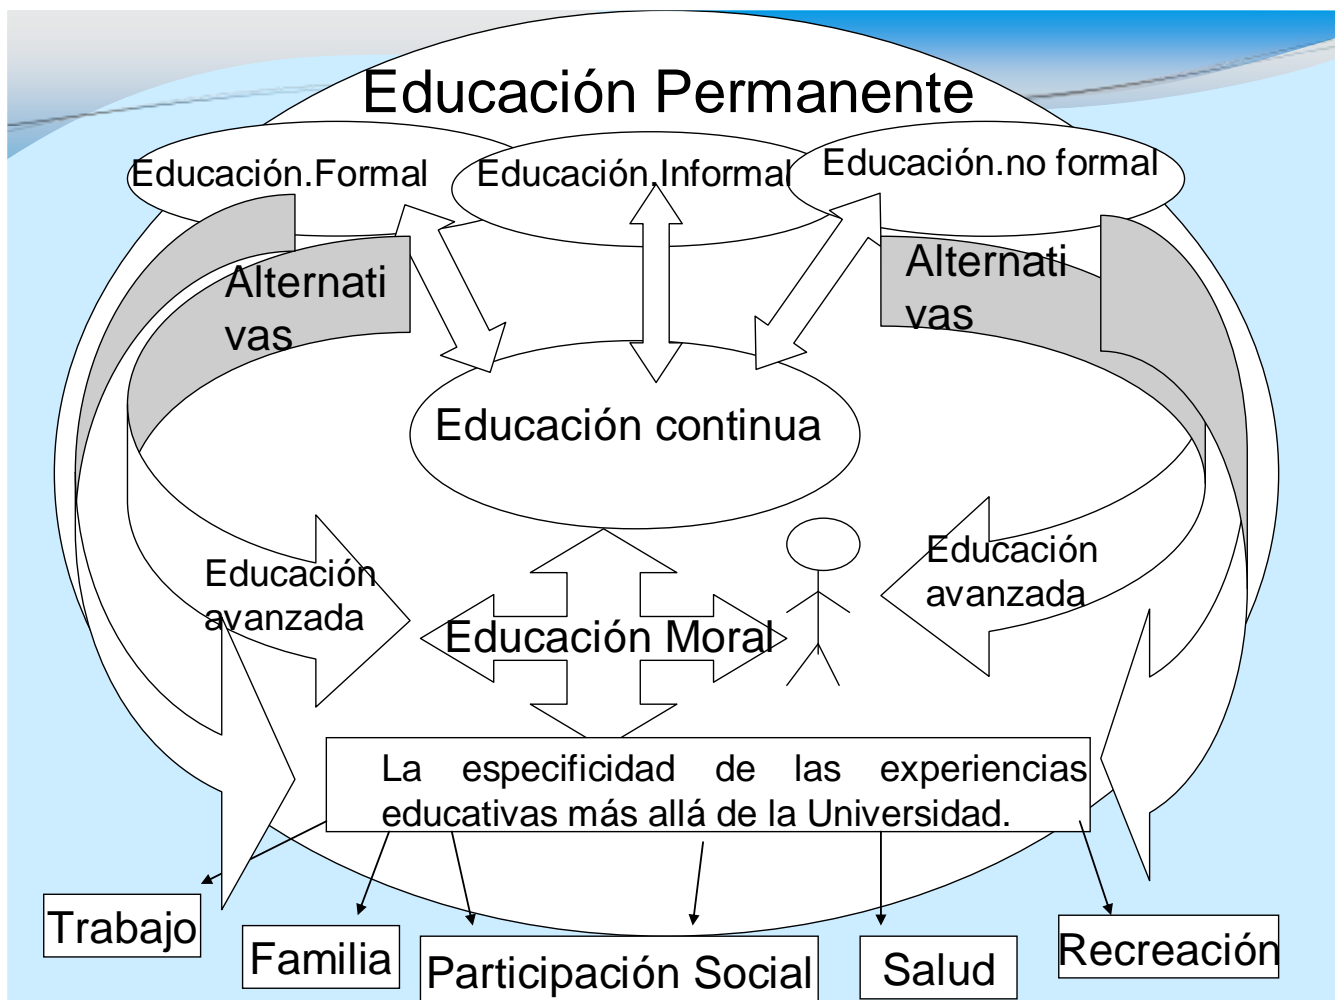 Educación Permanente
Educación.Formal
Educación.Informal
Educación.no formal
Alternati
vas
Alternati
vas
Educación continua
Educación
avanzada
Educación
avanzada
Educación Moral
La especificidad de las experiencias
educativas más allá de la Universidad.
Trabajo
Familia
Participación Social
Salud
Recreación